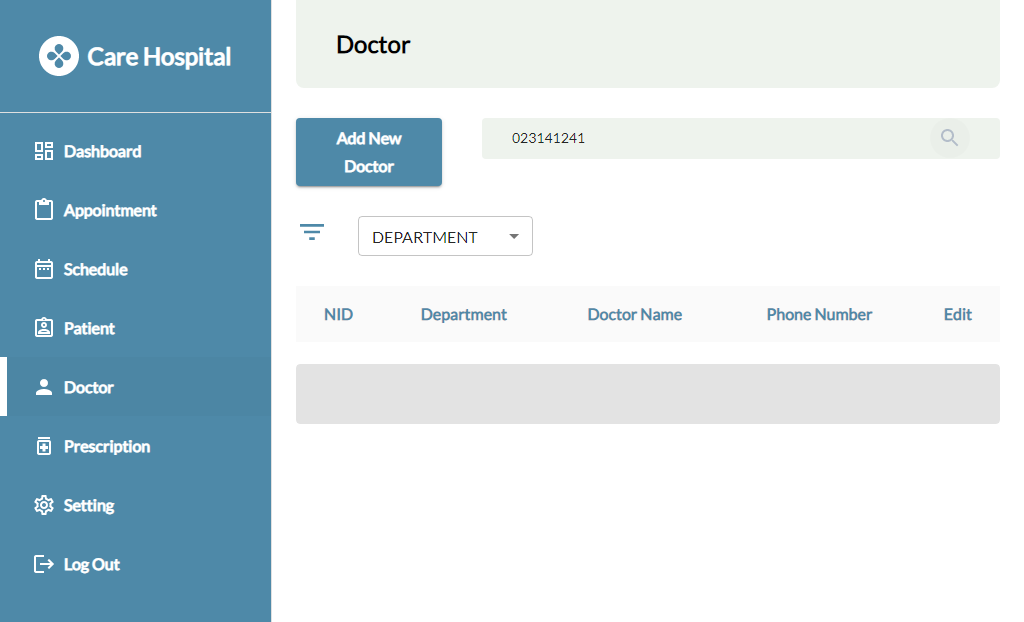 Care Hospital
Dashboard
Appointment
Schedule
Patient
Doctor
Prescription
Setting
Log Out
Doctor
Add New
Doctor
023141241
DEPARTMENT
NID Department Doctor Name Phone Number Edit